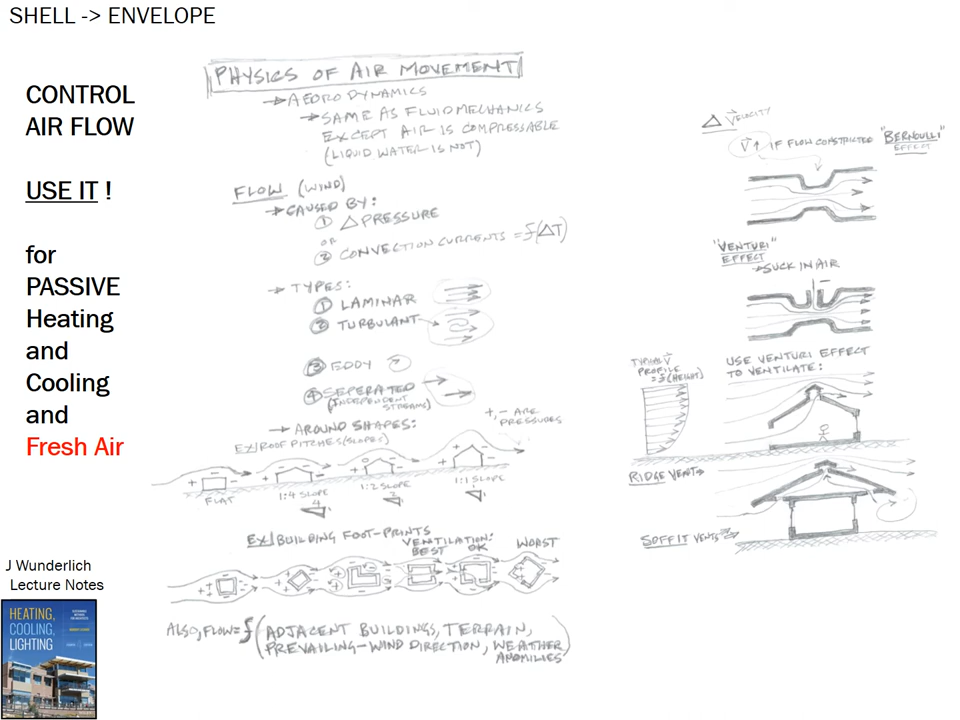 SHELL -> ENVELOPE
CONTROL
AIR FLOW
USE IT !
for
PASSIVE
Heating
and
Cooling
and
Fresh Air
J Wunderlich
Lecture Notes
HEATING,
COOLING,
LIGHTING
PHYSICS OF AIR MOVEMENT
→ AEORODYNAMICS
→ SAME AS FLUID MECHANICS
EXCEPT AIR IS COMPRESSABLE
(LIQUID WATER IS NOT)
FLOW (WIND)
→ CAUSED BY:
① △ PRESSURE
OR
② CONVECTION CURRENTS = f(△T)
→ TYPES:
① LAMINAR
② TURBULANT
③ EDDY
④ SEPERATED
(INDEPENDENT
STREAMS)
→ AROUND SHAPES:
+, - ARE
PRESSURES
EX/ROOF PITCHES (SLOPES)
FLAT
1:4 SLOPE
4
1:2 SLOPE
2
1:1 SLOPE
1
EX/BUILDING FOOT-PRINTS
VENTILATION:
BEST OK WORST
ALSO, FLOW = f(ADJACENT BUILDINGS, TERRAIN,
PREVAILING-WIND DIRECTION, WEATHER
ANOMILIES)
△ VELOCITY
V↑ IF FLOW CONSTRICTED "BERNOULLI"
EFFECT
"VENTURI"
EFFECT
→ SUCK IN AIR
USE VENTURI EFFECT
TO VENTILATE:
TYPICAL V
PROFILE
= f(HEIGHT)
RIDGE VENT→
SOFFIT VENTS